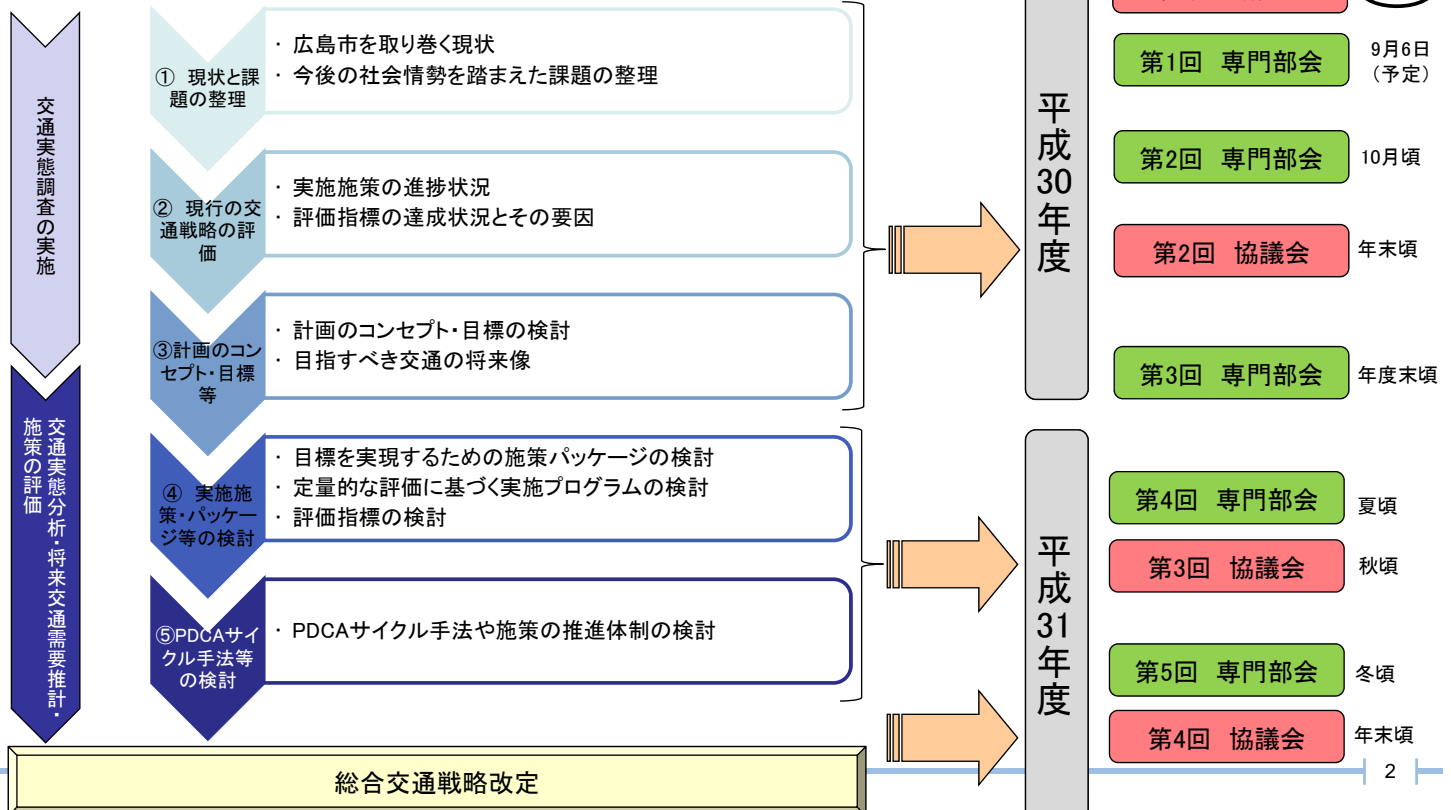 交通実態調査の実施
交通実態分析・将来交通需要推計・
施策の評価
① 現状と課
題の整理
・ 広島市を取り巻く現状
・ 今後の社会情勢を踏まえた課題の整理
② 現行の交
通戦略の評
価
・ 実施施策の進捗状況
・ 評価指標の達成状況とその要因
③計画のコン
セプト・目標
等
・ 計画のコンセプト・目標の検討
・ 目指すべき交通の将来像
④ 実施施
策・パッケー
ジ等の検討
・ 目標を実現するための施策パッケージの検討
・ 定量的な評価に基づく実施プログラムの検討
・ 評価指標の検討
⑤PDCAサイ
クル手法等
の検討
・ PDCAサイクル手法や施策の推進体制の検討
総合交通戦略改定
平成30年度
第1回 専門部会
9月6日
（予定）
第2回 専門部会
10月頃
第2回 協議会
年末頃
第3回 専門部会
年度末頃
平成31年度
第4回 専門部会
夏頃
第3回 協議会
秋頃
第5回 専門部会
冬頃
第4回 協議会
年末頃
2